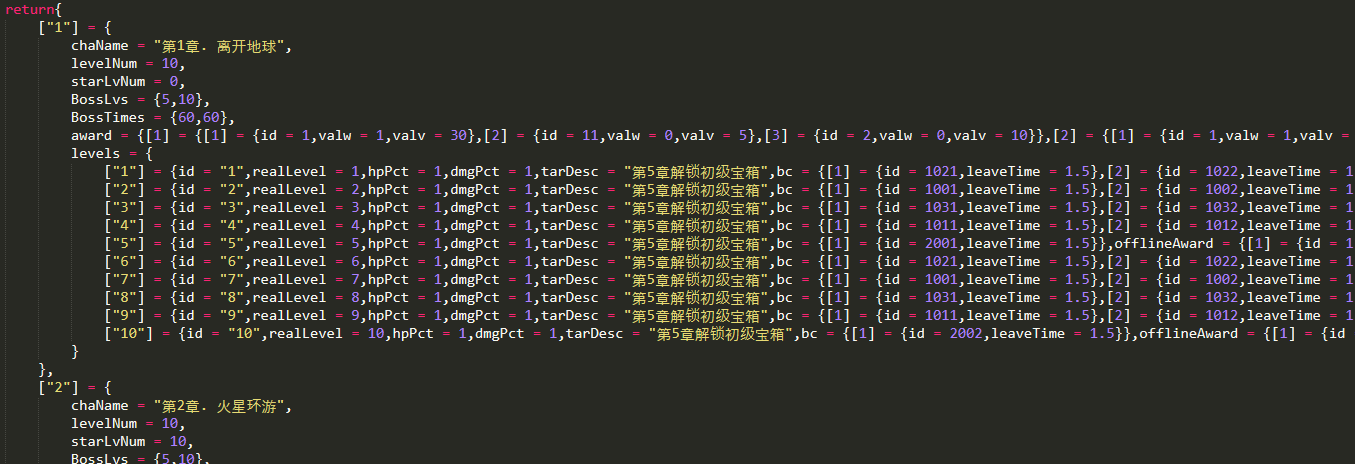 return{
["1"] = {
chaName = "第1章. 离开地球",
levelNum = 10,
starLvNum = 0,
BossLvs = {5,10},
BossTimes = {60,60},
award = {[1] = {[1] = {id = 1,valw = 1,valv = 30},[2] = {id = 11,valw = 0,valv = 5},[3] = {id = 2,valw = 0,valv = 10}},[2] = {[1] = {id = 1,valw = 1,valv =
levels = {
["1"] = {id = "1",realLevel = 1,hpPct = 1,dmgPct = 1,tarDesc = "第5章解锁初级宝箱",bc = {[1] = {id = 1021,leaveTime = 1.5},[2] = {id = 1022,leaveTime = 1
["2"] = {id = "2",realLevel = 2,hpPct = 1,dmgPct = 1,tarDesc = "第5章解锁初级宝箱",bc = {[1] = {id = 1001,leaveTime = 1.5},[2] = {id = 1002,leaveTime = 1
["3"] = {id = "3",realLevel = 3,hpPct = 1,dmgPct = 1,tarDesc = "第5章解锁初级宝箱",bc = {[1] = {id = 1031,leaveTime = 1.5},[2] = {id = 1032,leaveTime = 1
["4"] = {id = "4",realLevel = 4,hpPct = 1,dmgPct = 1,tarDesc = "第5章解锁初级宝箱",bc = {[1] = {id = 1011,leaveTime = 1.5},[2] = {id = 1012,leaveTime = 1
["5"] = {id = "5",realLevel = 5,hpPct = 1,dmgPct = 1,tarDesc = "第5章解锁初级宝箱",bc = {[1] = {id = 2001,leaveTime = 1.5}},offlineAward = {[1] = {id = 1
["6"] = {id = "6",realLevel = 6,hpPct = 1,dmgPct = 1,tarDesc = "第5章解锁初级宝箱",bc = {[1] = {id = 1021,leaveTime = 1.5},[2] = {id = 1022,leaveTime = 1
["7"] = {id = "7",realLevel = 7,hpPct = 1,dmgPct = 1,tarDesc = "第5章解锁初级宝箱",bc = {[1] = {id = 1001,leaveTime = 1.5},[2] = {id = 1002,leaveTime = 1
["8"] = {id = "8",realLevel = 8,hpPct = 1,dmgPct = 1,tarDesc = "第5章解锁初级宝箱",bc = {[1] = {id = 1031,leaveTime = 1.5},[2] = {id = 1032,leaveTime = 1
["9"] = {id = "9",realLevel = 9,hpPct = 1,dmgPct = 1,tarDesc = "第5章解锁初级宝箱",bc = {[1] = {id = 1011,leaveTime = 1.5},[2] = {id = 1012,leaveTime = 1
["10"] = {id = "10",realLevel = 10,hpPct = 1,dmgPct = 1,tarDesc = "第5章解锁初级宝箱",bc = {[1] = {id = 2002,leaveTime = 1.5}},offlineAward = {[1] = {id
}
},
["2"] = {
chaName = "第2章. 火星环游",
levelNum = 10,
starLvNum = 10,
BossLvs = {5,10},